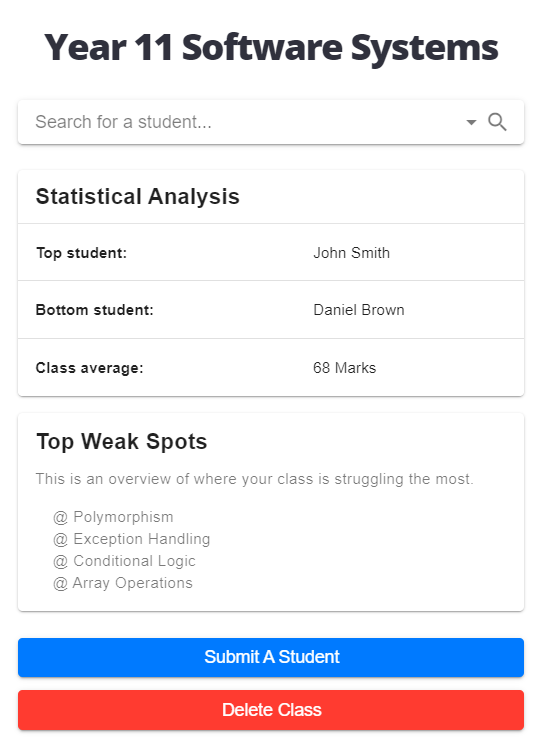 Year 11 Software Systems
Search for a student...
Statistical Analysis
Top student: John Smith
Bottom student: Daniel Brown
Class average: 68 Marks
Top Weak Spots
This is an overview of where your class is struggling the most.
@ Polymorphism
@ Exception Handling
@ Conditional Logic
@ Array Operations
Submit A Student
Delete Class